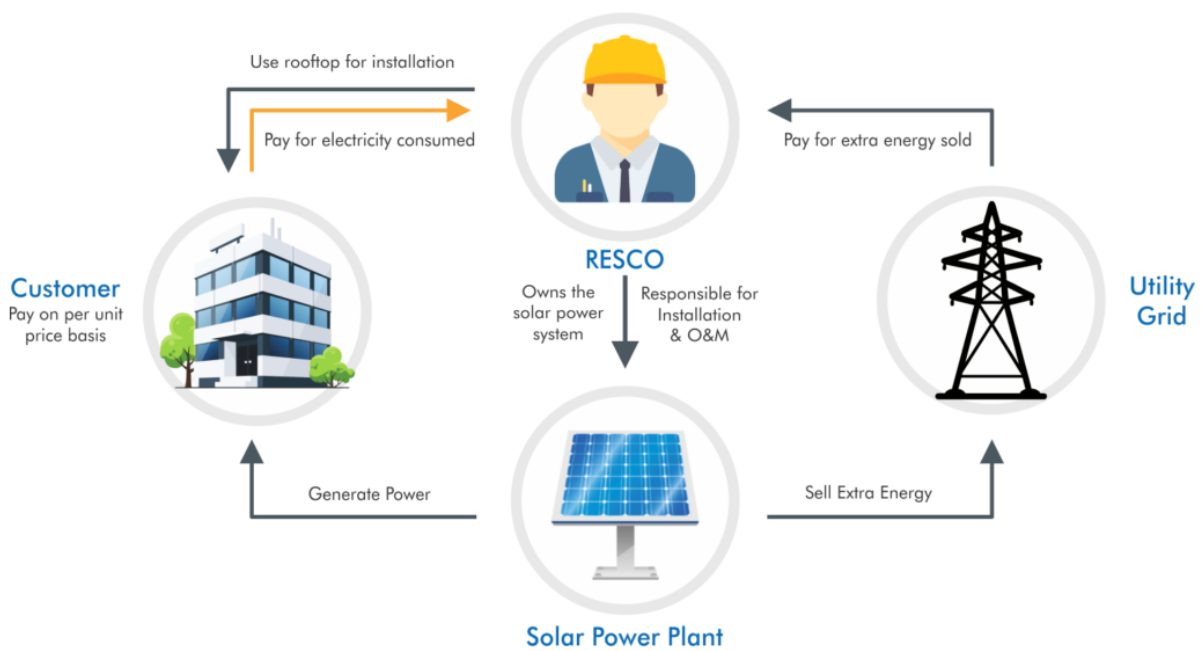 Use rooftop for installation
Pay for electricity consumed
Pay for extra energy sold
RESCO
Owns the
solar power
system
Responsible for
Installation
& O&M
Customer
Pay on per unit
price basis
Utility
Grid
Generate Power
Sell Extra Energy
Solar Power Plant